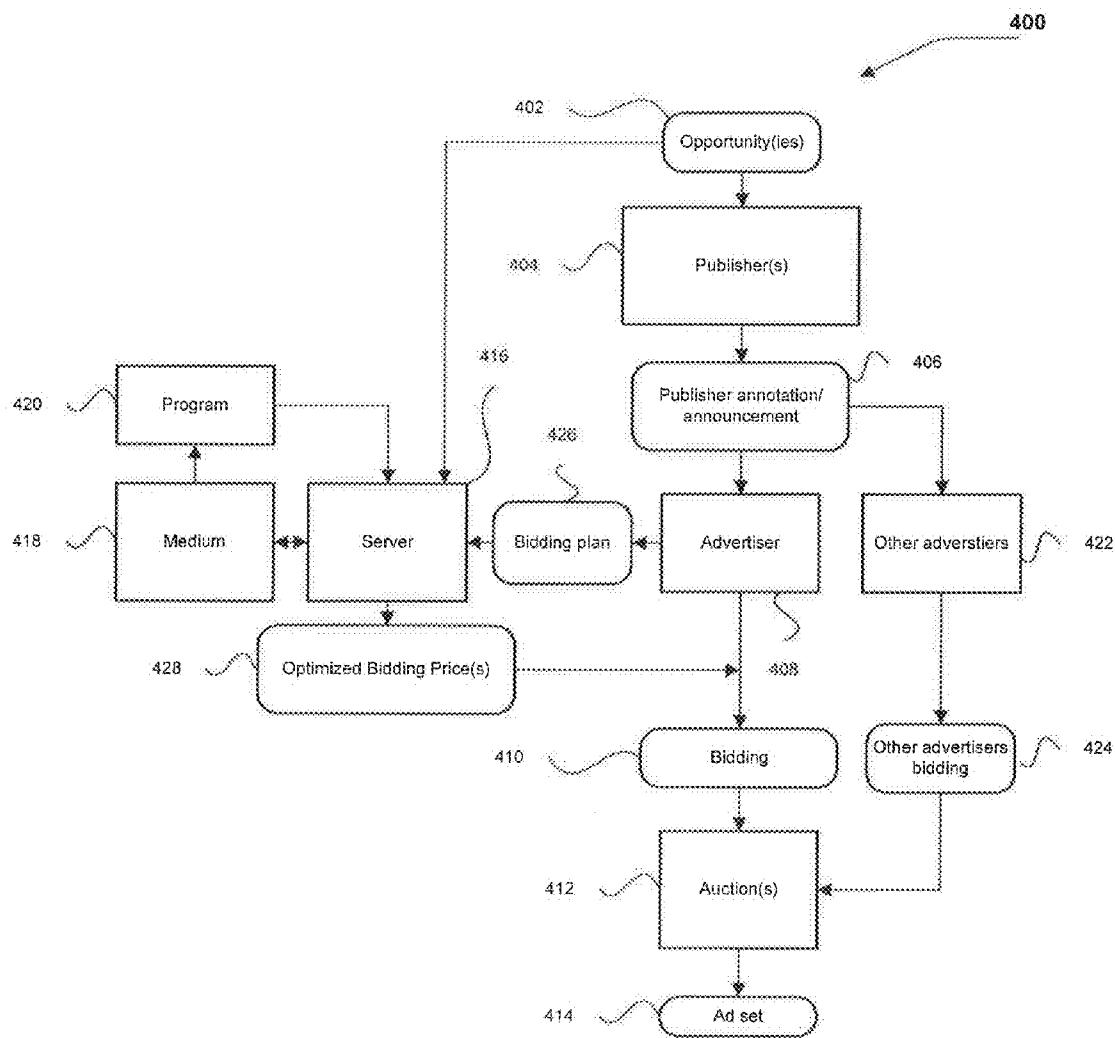 400
402
Opportunity(ies)
404
Publisher(s)
416
406
420
Program
Publisher annotation/
announcement
426
418
Medium
Server
Bidding plan
Advertiser
Other adverstiers
422
428
Optimized Bidding Price(s)
408
410
Bidding
Other advertisers
bidding
424
412
Auction(s)
414
Ad set